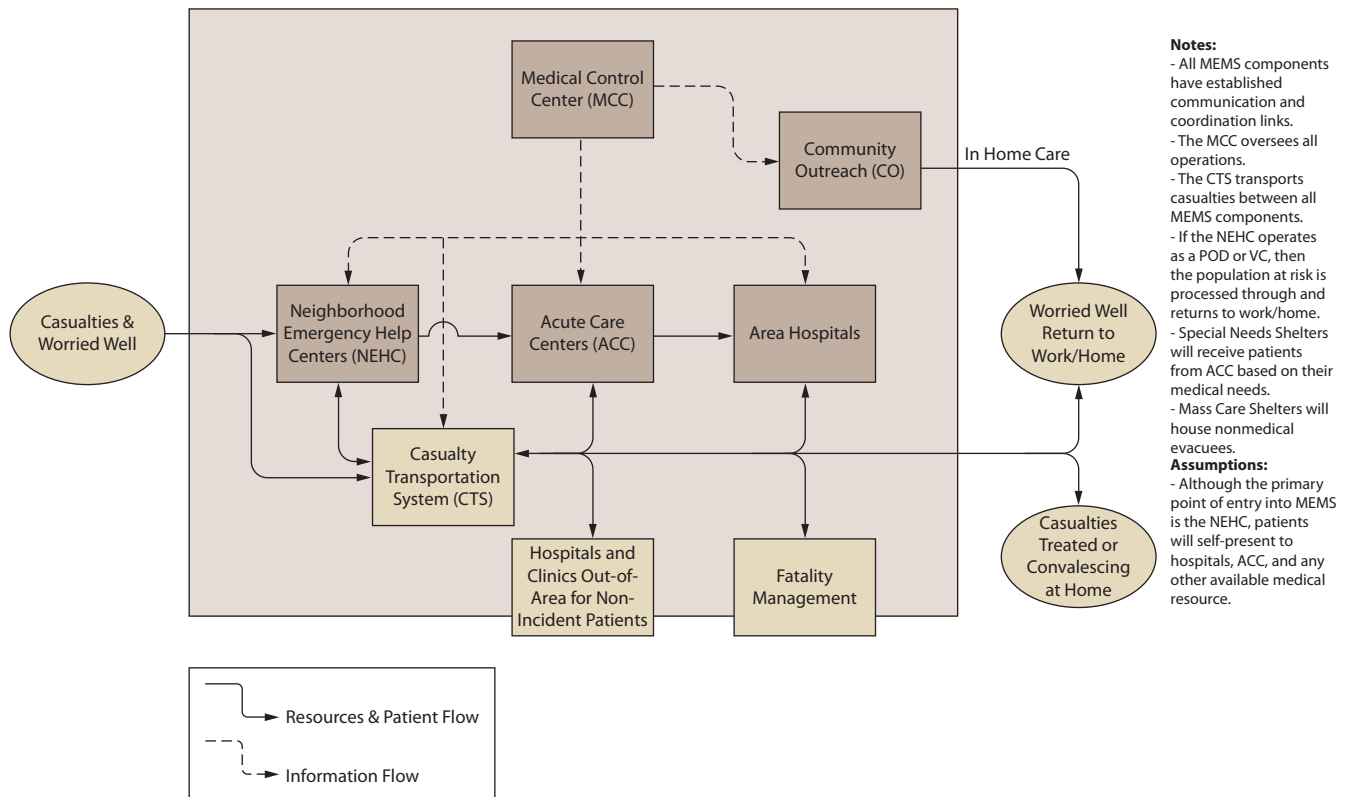 Medical Control
Center (MCC)
Community
Outreach (CO)
In Home Care
Casualties &
Worried Well
Neighborhood
Emergency Help
Centers (NEHC)
Acute Care
Centers (ACC)
Area Hospitals
Worried Well
Return to
Work/Home
Casualty
Transportation
System (CTS)
Hospitals and
Clinics Out-of-
Area for Non-
Incident Patients
Fatality
Management
Casualties
Treated or
Convalescing
at Home
Resources & Patient Flow
Information Flow
Notes:
- All MEMS components
have established
communication and
coordination links.
- The MCC oversees all
operations.
- The CTS transports
casualties between all
MEMS components.
- If the NEHC operates
as a POD or VC, then
the population at risk is
processed through and
returns to work/home.
- Special Needs Shelters
will receive patients
from ACC based on their
medical needs.
- Mass Care Shelters will
house nonmedical
evacuees.
Assumptions:
- Although the primary
point of entry into MEMS
is the NEHC, patients
will self-present to
hospitals, ACC, and any
other available medical
resource.